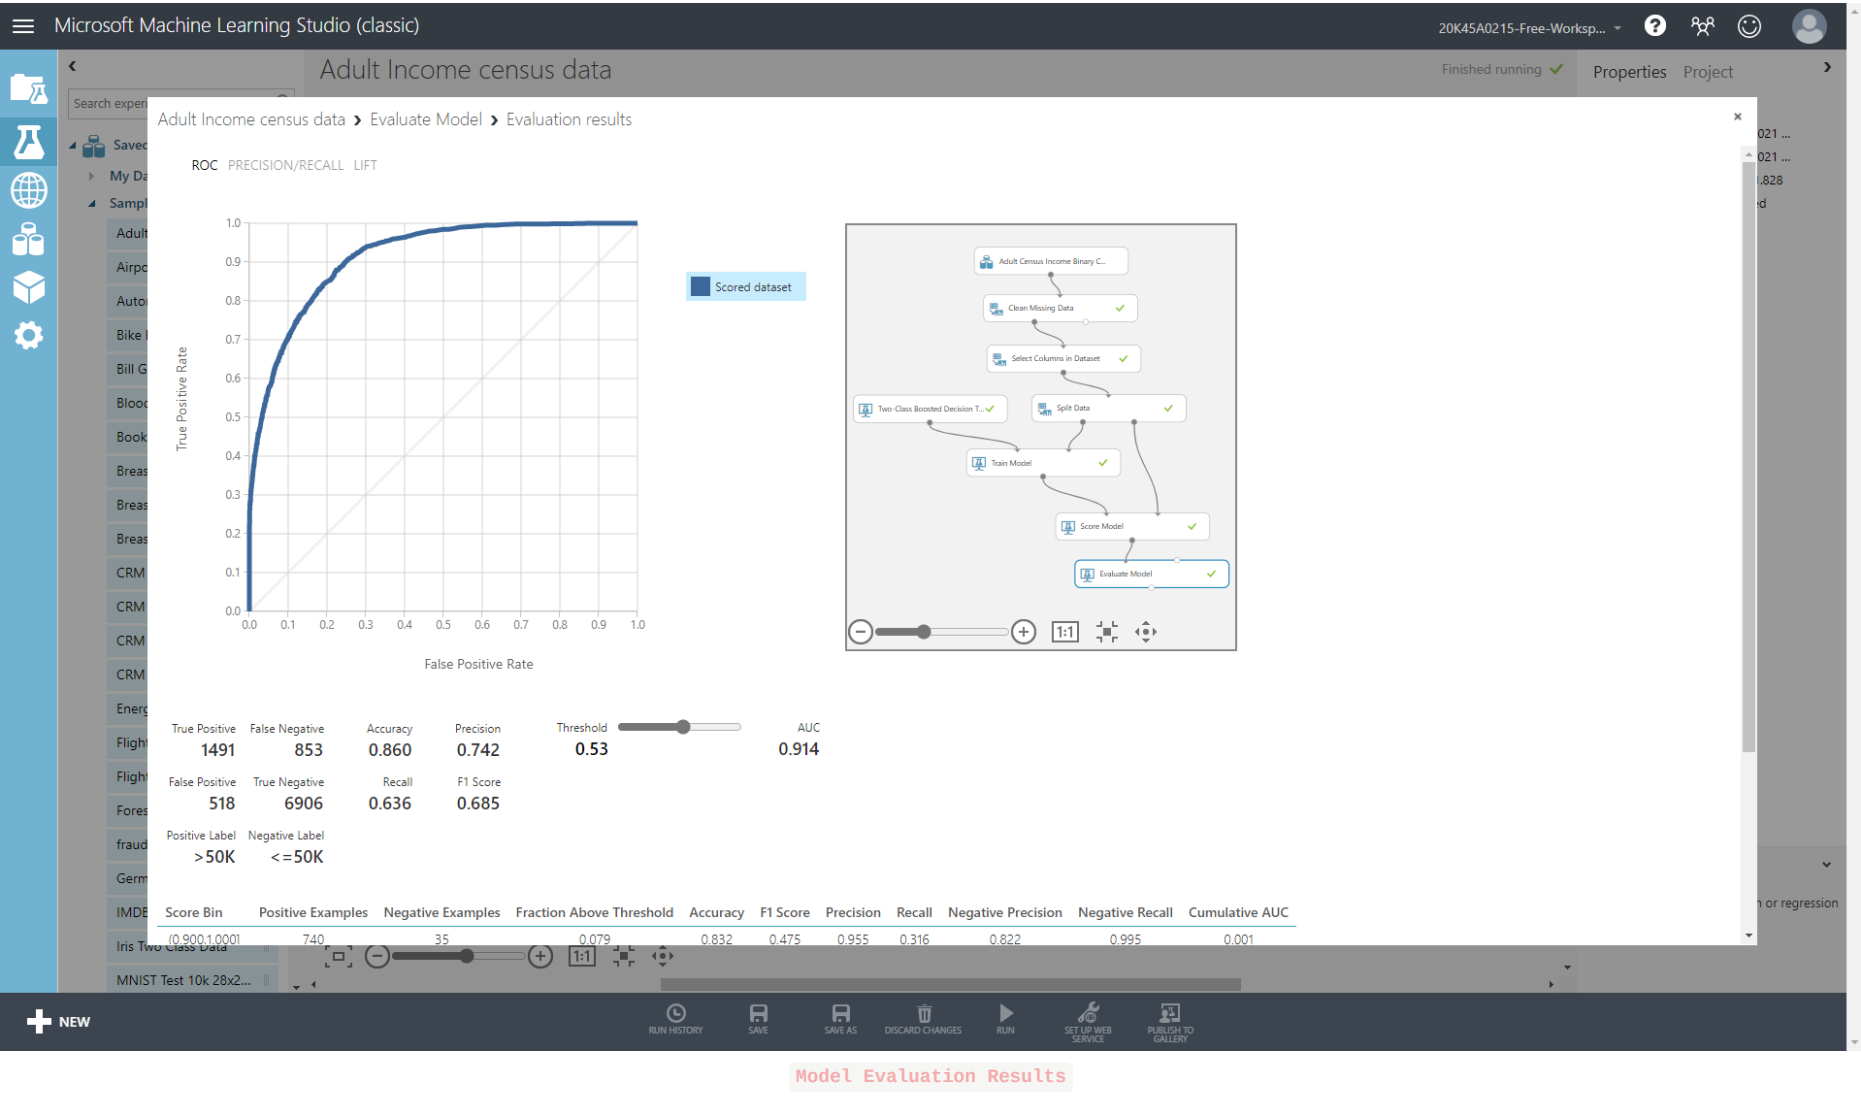 Microsoft Machine Learning Studio (classic)
20K45A0215-Free-Worksp...
Adult Income census data
Finished running
Properties Project
Search experi
Adult Income census data > Evaluate Model > Evaluation results
ROC PRECISION/RECALL LIFT
Saved
My Da
Sampl
Adult
Airpo
Auto
Bike
Bill G
Blood
Book
Breas
Breas
Breas
CRM
CRM
CRM
CRM
Energ
Flight
Flight
Fores
fraud
Germ
IMDB
Iris Two Class Data
MNIST Test 10k 28x2...
021 ...
021 ...
1.828
ed
n or regression
True Positive Rate
1.0
0.9
0.8
0.7
0.6
0.5
0.4
0.3
0.2
0.1
0.0
0.0 0.1 0.2 0.3 0.4 0.5 0.6 0.7 0.8 0.9 1.0
False Positive Rate
Scored dataset
Adult Census Income Binary C...
Clean Missing Data
Select Columns in Dataset
Two-Class Boosted Decision T...
Split Data
Train Model
Score Model
Evaluate Model
1:1
True Positive False Negative Accuracy Precision Threshold AUC
1491 853 0.860 0.742 0.53 0.914
False Positive True Negative Recall F1 Score
518 6906 0.636 0.685
Positive Label Negative Label
>50K <=50K
Score Bin Positive Examples Negative Examples Fraction Above Threshold Accuracy F1 Score Precision Recall Negative Precision Negative Recall Cumulative AUC
(0.900,1.000] 740 35 0.079 0.832 0.475 0.955 0.316 0.822 0.995 0.001
1:1
NEW
RUN HISTORY
SAVE
SAVE AS
DISCARD CHANGES
RUN
SET UP WEB
SERVICE
PUBLISH TO
GALLERY
Model Evaluation Results